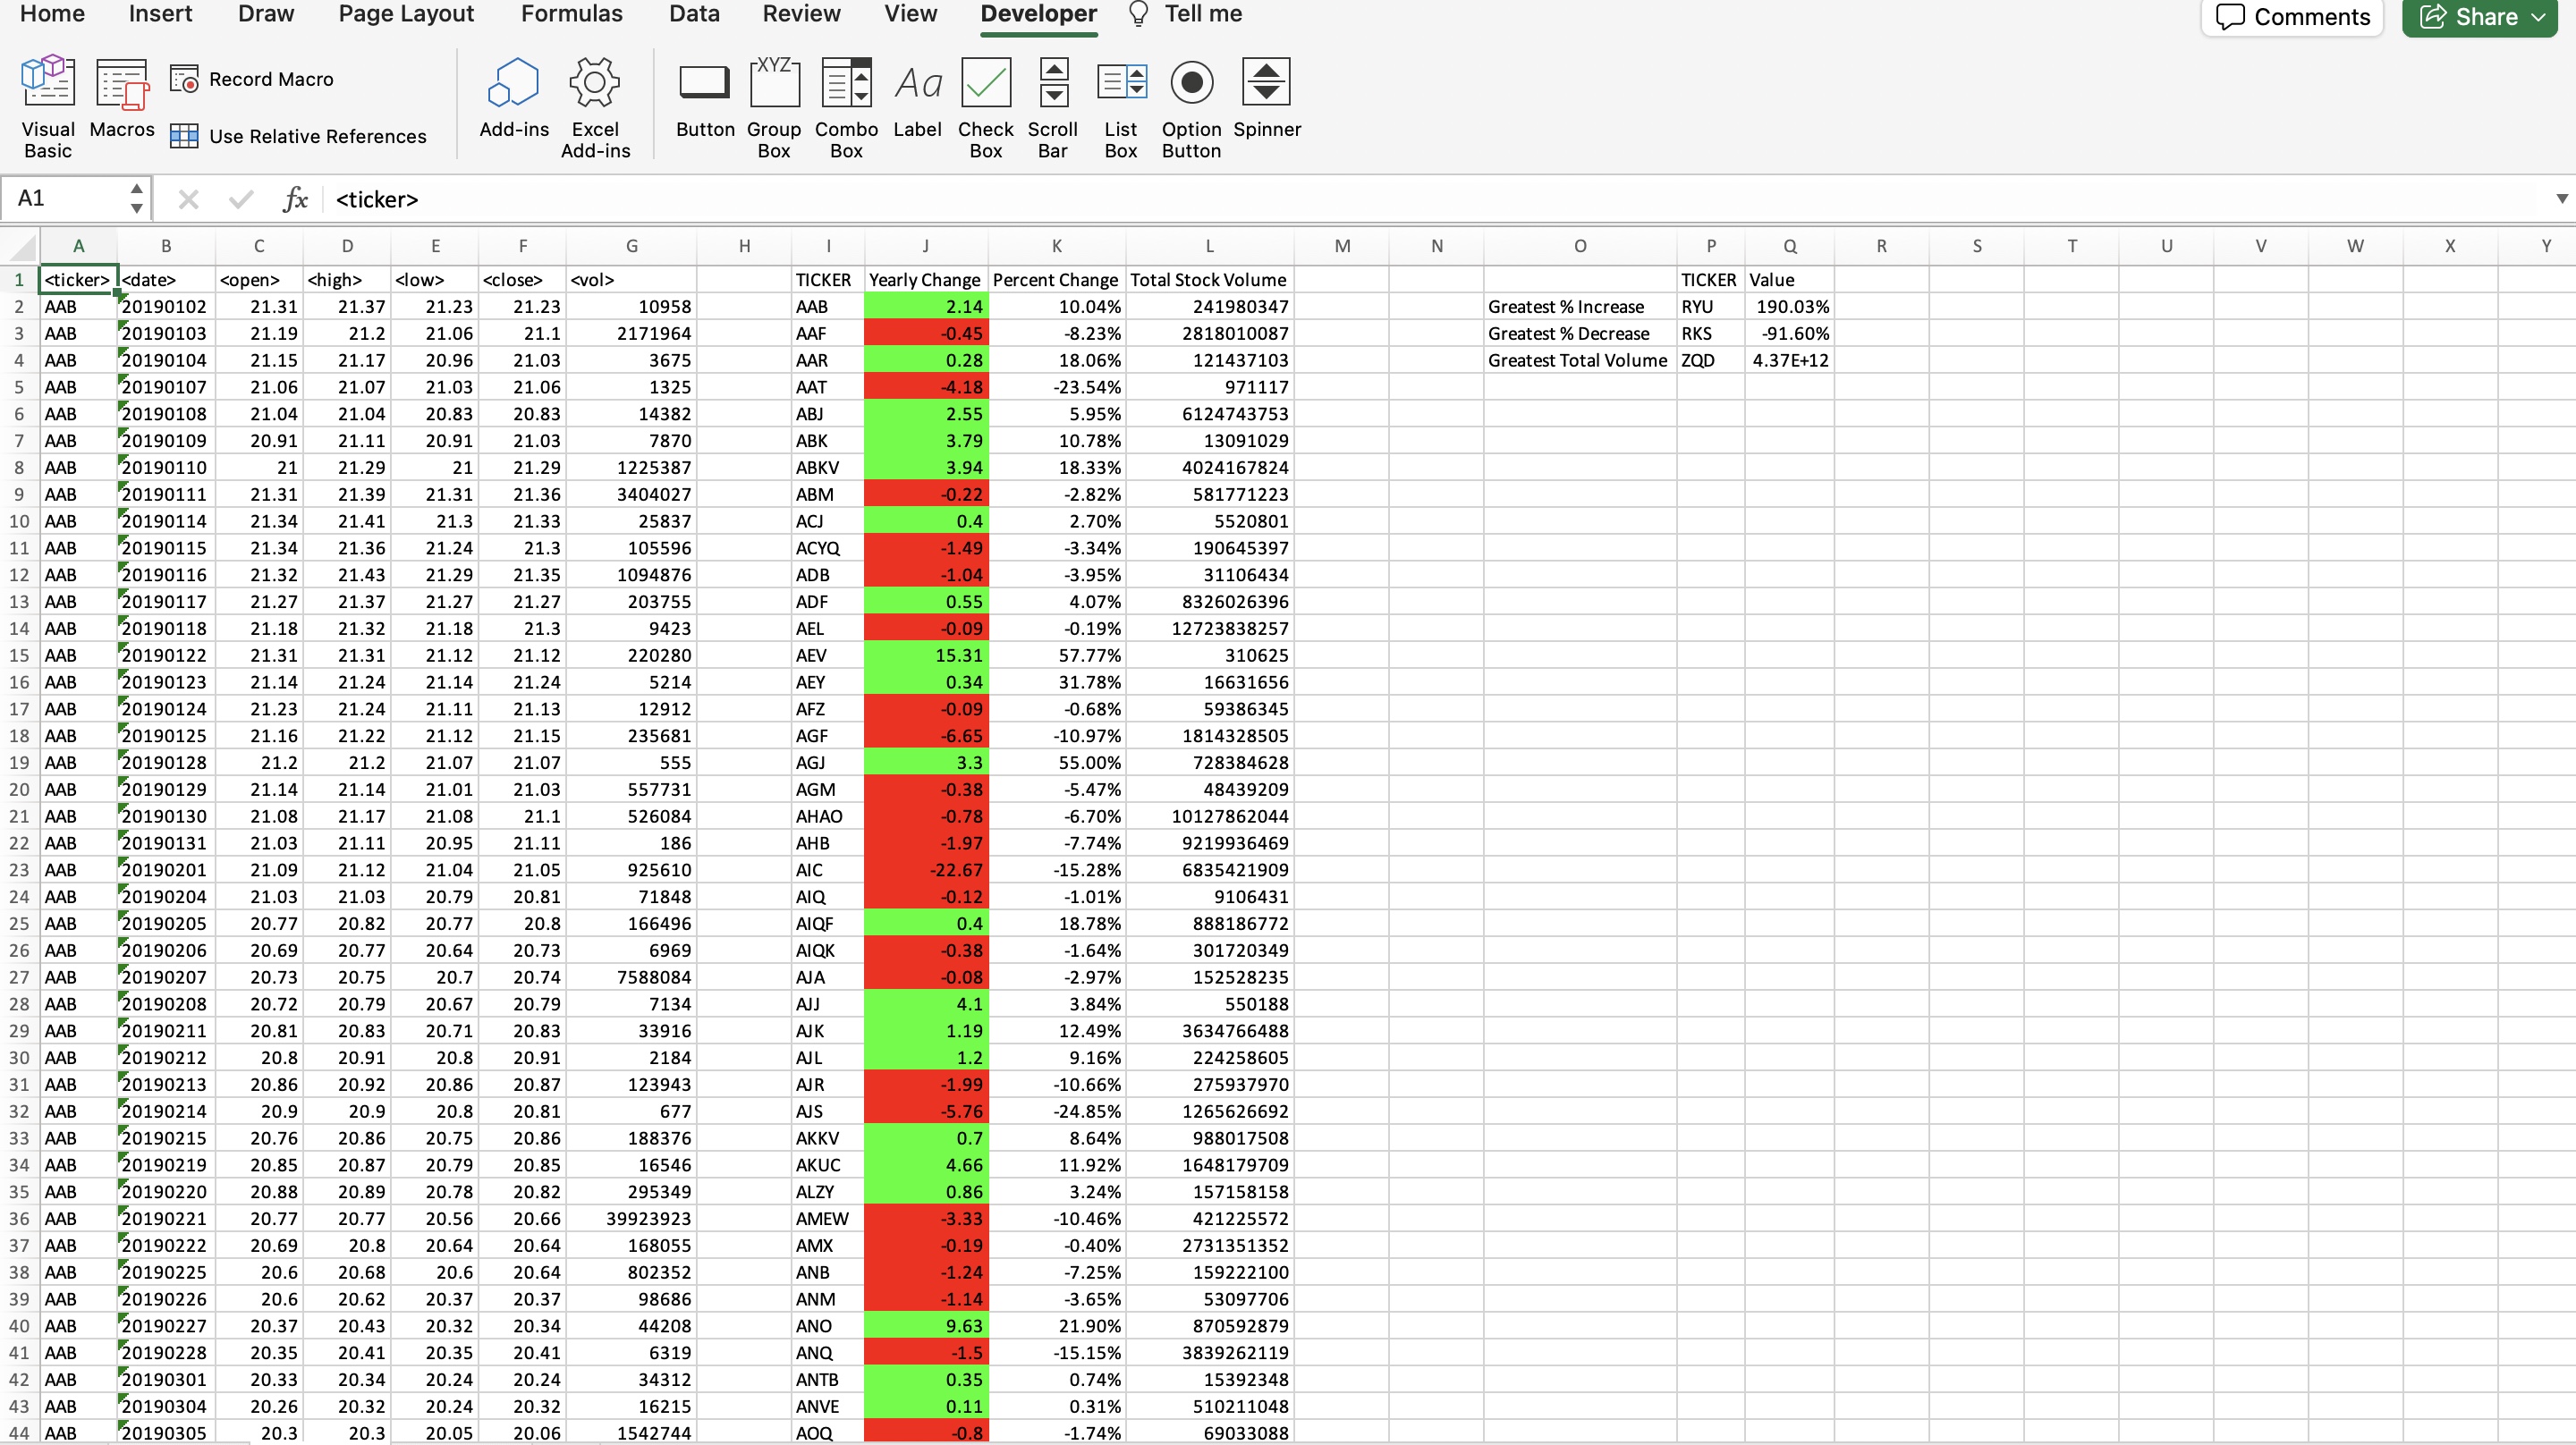 Home Insert Draw Page Layout Formulas Data Review View Developer Tell me Comments Share
Record Macro
Use Relative References
Visual Basic Macros Add-ins Excel Add-ins Button Group Box Combo Box Label Check Box Scroll Bar List Box Option Button Spinner
XYZ Aa
A1 fx <ticker>
A B C D E F G H I J K L M N O P Q R S T U V W X Y
1 <ticker> <date> <open> <high> <low> <close> <vol> TICKER Yearly Change Percent Change Total Stock Volume TICKER Value
2 AAB 20190102 21.31 21.37 21.23 21.23 10958 AAB 2.14 10.04% 241980347 Greatest % Increase RYU 190.03%
3 AAB 20190103 21.19 21.2 21.06 21.1 2171964 AAF -0.45 -8.23% 2818010087 Greatest % Decrease RKS -91.60%
4 AAB 20190104 21.15 21.17 20.96 21.03 3675 AAR 0.28 18.06% 121437103 Greatest Total Volume ZQD 4.37E+12
5 AAB 20190107 21.06 21.07 21.03 21.06 1325 AAT -4.18 -23.54% 971117
6 AAB 20190108 21.04 21.04 20.83 20.83 14382 ABJ 2.55 5.95% 6124743753
7 AAB 20190109 20.91 21.11 20.91 21.03 7870 ABK 3.79 10.78% 13091029
8 AAB 20190110 21 21.29 21 21.29 1225387 ABKV 3.94 18.33% 4024167824
9 AAB 20190111 21.31 21.39 21.31 21.36 3404027 ABM -0.22 -2.82% 581771223
10 AAB 20190114 21.34 21.41 21.3 21.33 25837 ACJ 0.4 2.70% 5520801
11 AAB 20190115 21.34 21.36 21.24 21.3 105596 ACYQ -1.49 -3.34% 190645397
12 AAB 20190116 21.32 21.43 21.29 21.35 1094876 ADB -1.04 -3.95% 31106434
13 AAB 20190117 21.27 21.37 21.27 21.27 203755 ADF 0.55 4.07% 8326026396
14 AAB 20190118 21.18 21.32 21.18 21.3 9423 AEL -0.09 -0.19% 12723838257
15 AAB 20190122 21.31 21.31 21.12 21.12 220280 AEV 15.31 57.77% 310625
16 AAB 20190123 21.14 21.24 21.14 21.24 5214 AEY 0.34 31.78% 16631656
17 AAB 20190124 21.23 21.24 21.11 21.13 12912 AFZ -0.09 -0.68% 59386345
18 AAB 20190125 21.16 21.22 21.12 21.15 235681 AGF -6.65 -10.97% 1814328505
19 AAB 20190128 21.2 21.2 21.07 21.07 555 AGJ 3.3 55.00% 728384628
20 AAB 20190129 21.14 21.14 21.01 21.03 557731 AGM -0.38 -5.47% 48439209
21 AAB 20190130 21.08 21.17 21.08 21.1 526084 AHAO -0.78 -6.70% 10127862044
22 AAB 20190131 21.03 21.11 20.95 21.11 186 AHB -1.97 -7.74% 9219936469
23 AAB 20190201 21.09 21.12 21.04 21.05 925610 AIC -22.67 -15.28% 6835421909
24 AAB 20190204 21.03 21.03 20.79 20.81 71848 AIQ -0.12 -1.01% 9106431
25 AAB 20190205 20.77 20.82 20.77 20.8 166496 AIQF 0.4 18.78% 888186772
26 AAB 20190206 20.69 20.77 20.64 20.73 6969 AIQK -0.38 -1.64% 301720349
27 AAB 20190207 20.73 20.75 20.7 20.74 7588084 AJA -0.08 -2.97% 152528235
28 AAB 20190208 20.72 20.79 20.67 20.79 7134 AJJ 4.1 3.84% 550188
29 AAB 20190211 20.81 20.83 20.71 20.83 33916 AJK 1.19 12.49% 3634766488
30 AAB 20190212 20.8 20.91 20.8 20.91 2184 AJL 1.2 9.16% 224258605
31 AAB 20190213 20.86 20.92 20.86 20.87 123943 AJR -1.99 -10.66% 275937970
32 AAB 20190214 20.9 20.9 20.8 20.81 677 AJS -5.76 -24.85% 1265626692
33 AAB 20190215 20.76 20.86 20.75 20.86 188376 AKKV 0.7 8.64% 988017508
34 AAB 20190219 20.85 20.87 20.79 20.85 16546 AKUC 4.66 11.92% 1648179709
35 AAB 20190220 20.88 20.89 20.78 20.82 295349 ALZY 0.86 3.24% 157158158
36 AAB 20190221 20.77 20.77 20.56 20.66 39923923 AMEW -3.33 -10.46% 421225572
37 AAB 20190222 20.69 20.8 20.64 20.64 168055 AMX -0.19 -0.40% 2731351352
38 AAB 20190225 20.6 20.68 20.6 20.64 802352 ANB -1.24 -7.25% 159222100
39 AAB 20190226 20.6 20.62 20.37 20.37 98686 ANM -1.14 -3.65% 53097706
40 AAB 20190227 20.37 20.43 20.32 20.34 44208 ANO 9.63 21.90% 870592879
41 AAB 20190228 20.35 20.41 20.35 20.41 6319 ANQ -1.5 -15.15% 3839262119
42 AAB 20190301 20.33 20.34 20.24 20.24 34312 ANTB 0.35 0.74% 15392348
43 AAB 20190304 20.26 20.32 20.24 20.32 16215 ANVE 0.11 0.31% 510211048
44 AAB 20190305 20.3 20.3 20.05 20.06 1542744 AOQ -0.8 -1.74% 69033088